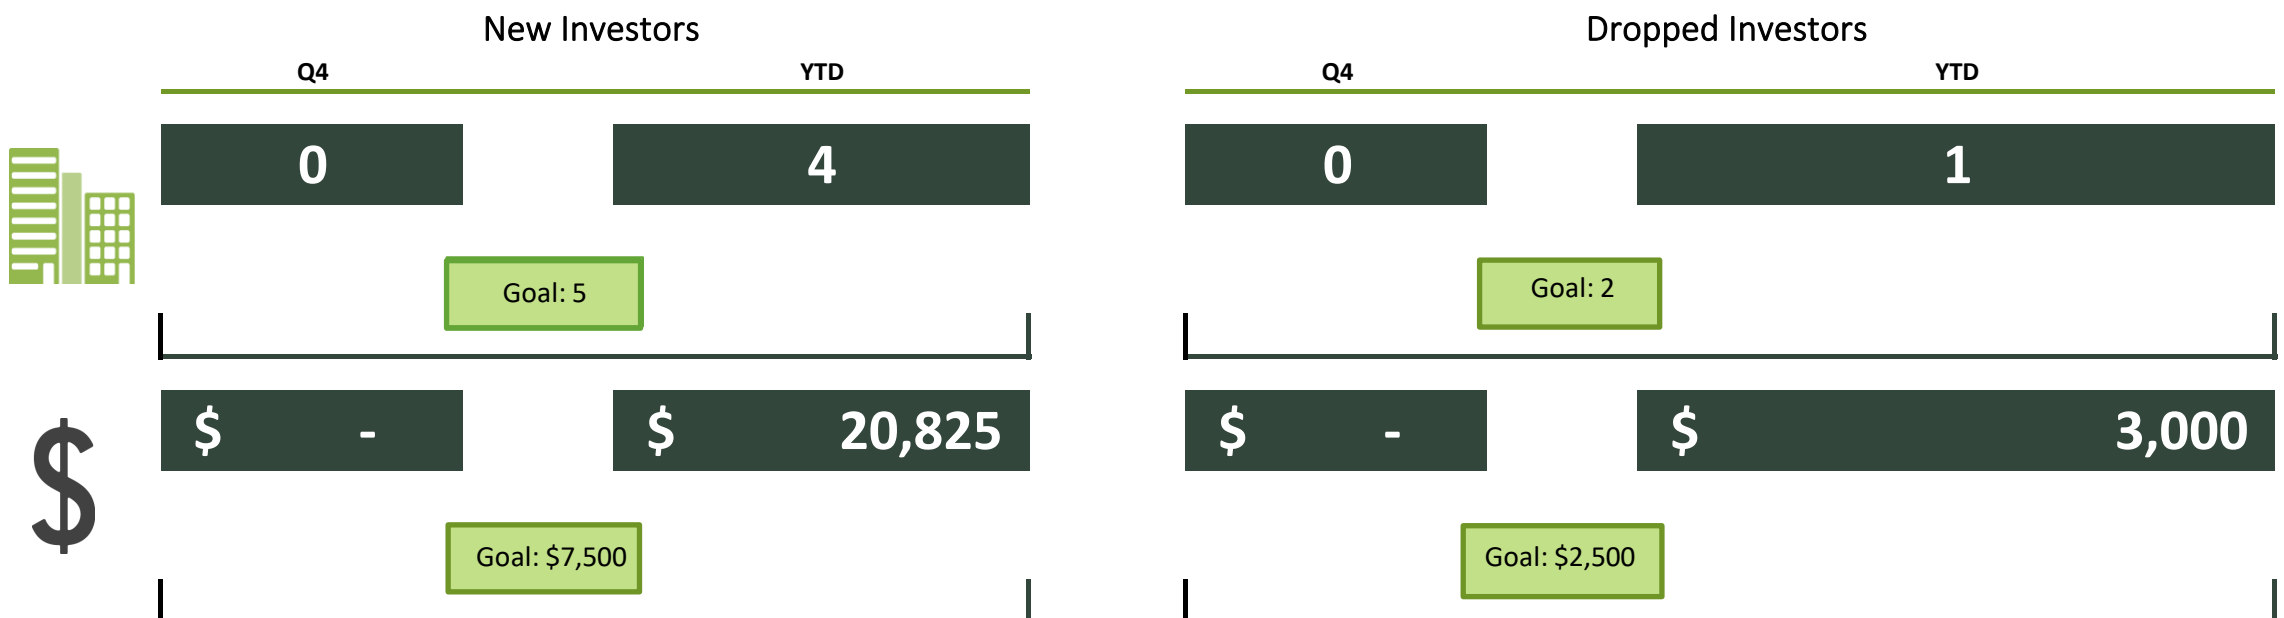 New Investors Dropped Investors
Q4 YTD Q4 YTD
0 4 0 1
Goal: 5 Goal: 2
$ - $ 20,825 $ - $ 3,000
$
Goal: $7,500 Goal: $2,500